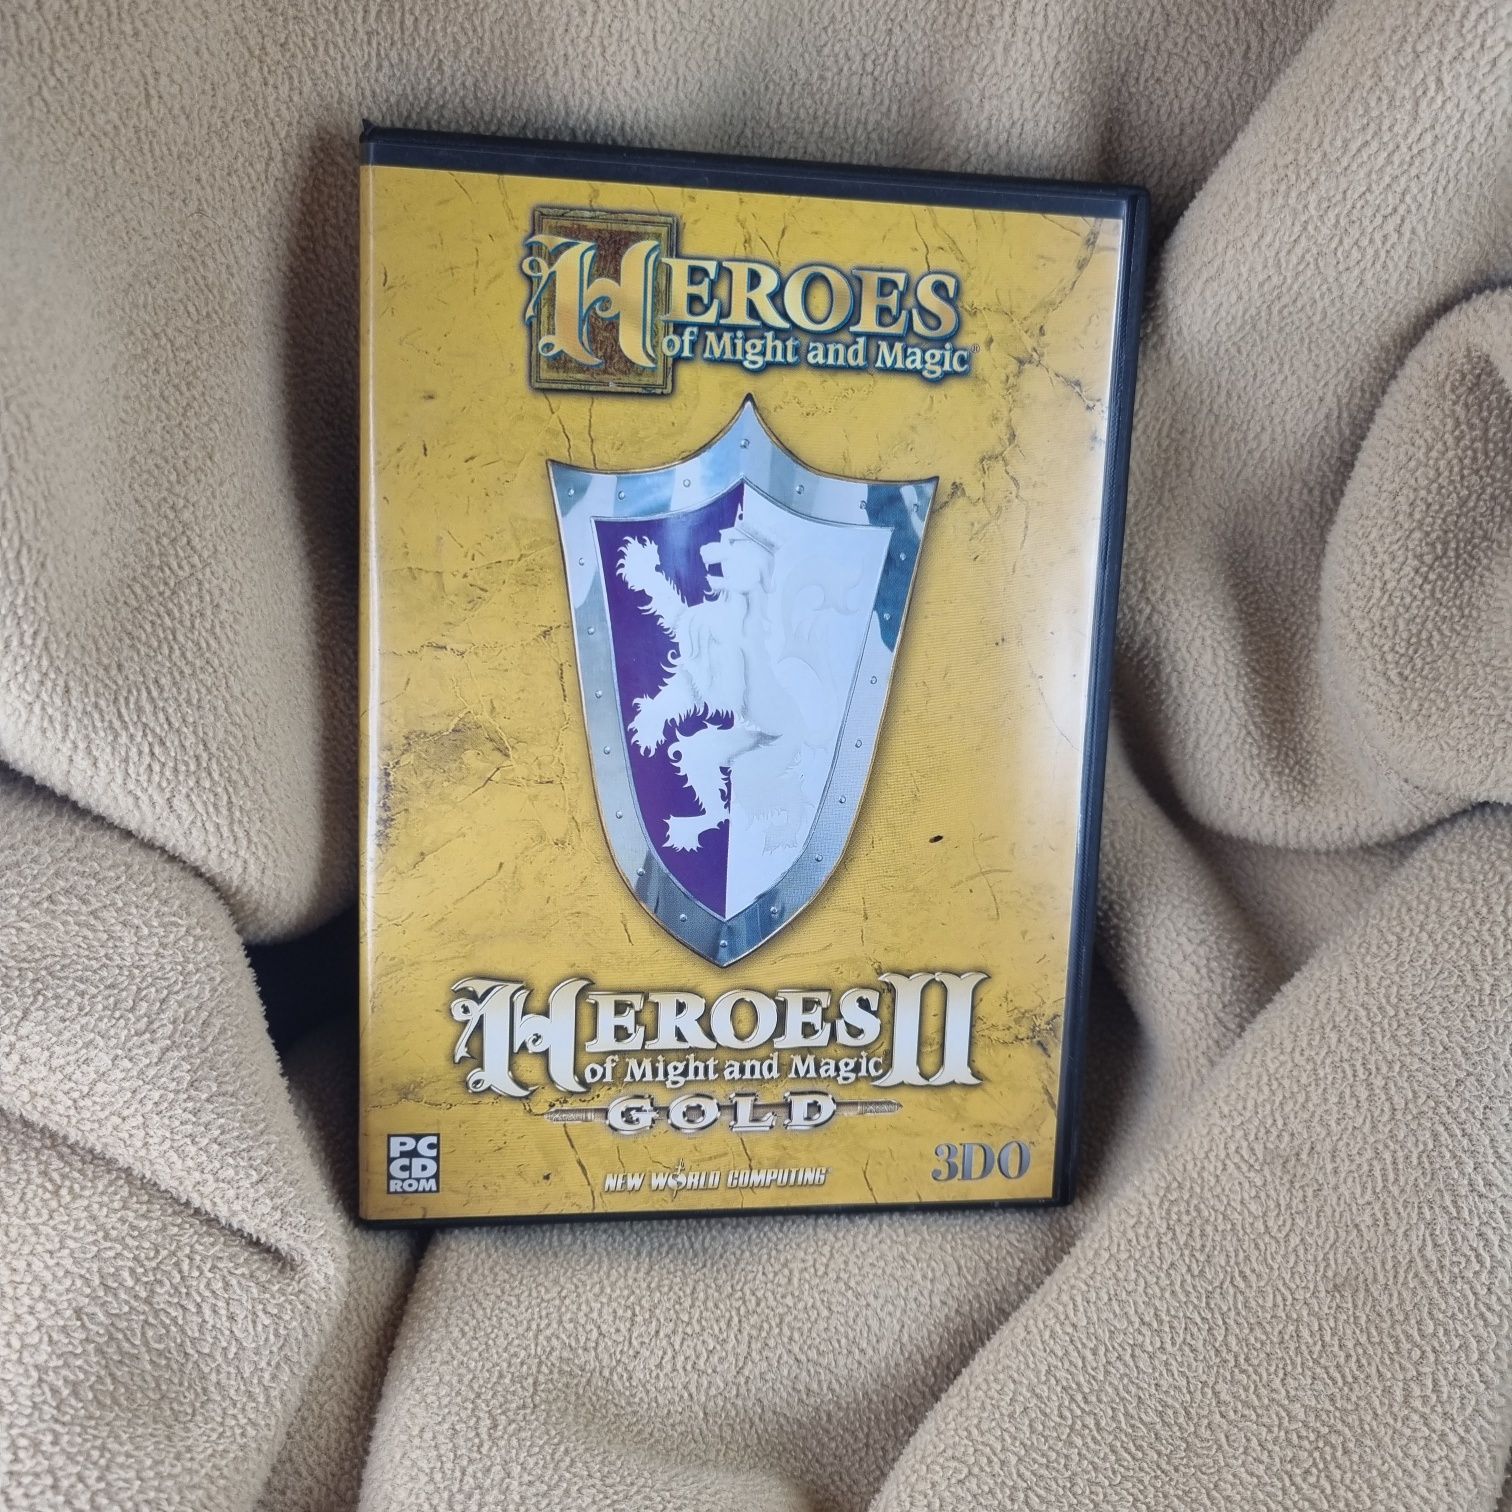 HEROES
of Might and Magic®
HEROES II
of Might and Magic
GOLD
PC
CD
ROM
NEW WORLD COMPUTING
3DO